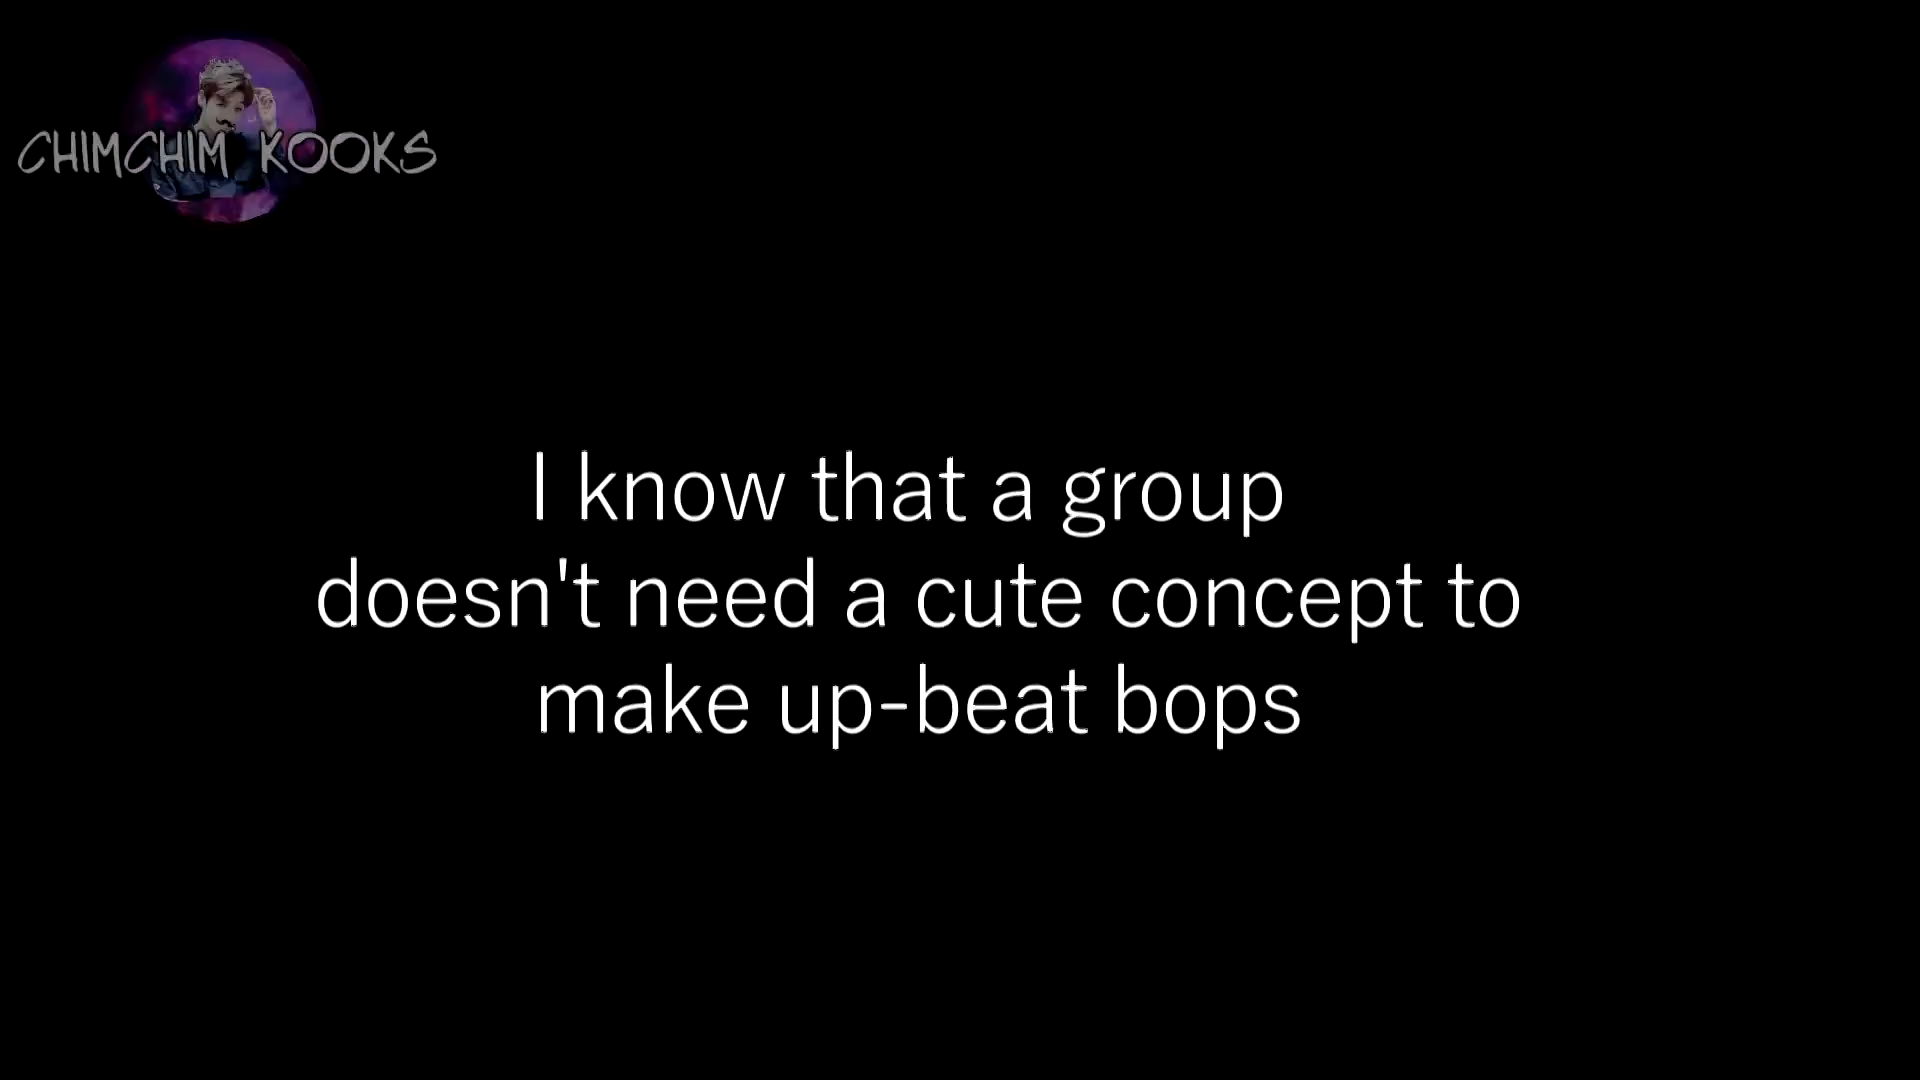 CHIMCHIM KOOKS
I know that a group
doesn't need a cute concept to
make up-beat bops